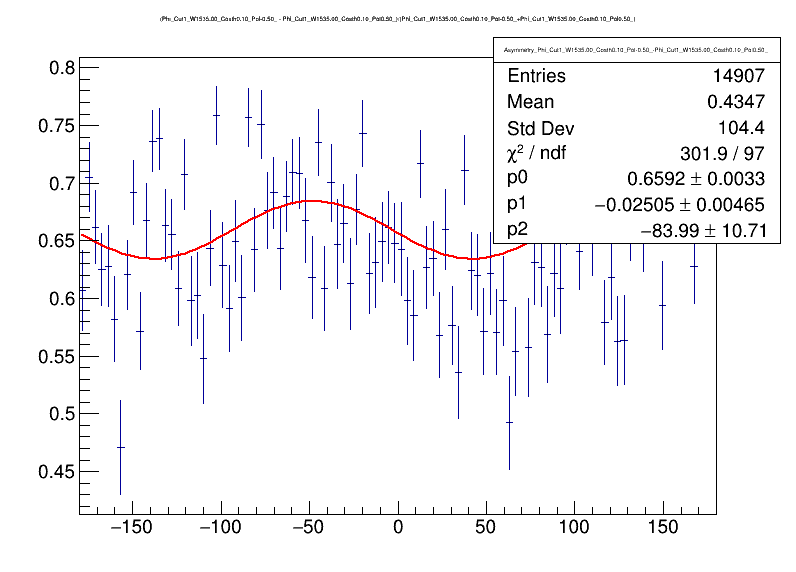 (Phi_Cut1_W1535.00_Costh0.10_Pol-0.50_ - Phi_Cut1_W1535.00_Costh0.10_Pol0.50_)/(Phi_Cut1_W1535.00_Costh0.10_Pol-0.50_+Phi_Cut1_W1535.00_Costh0.10_Pol0.50_)
Asymmetry_Phi_Cut1_W1535.00_Costh0.10_Pol-0.50_-Phi_Cut1_W1535.00_Costh0.10_Pol0.50_
Entries 14907
Mean 0.4347
Std Dev 104.4
χ² / ndf 301.9 / 97
p0 0.6592 ± 0.0033
p1 −0.02505 ± 0.00465
p2 −83.99 ± 10.71
0.8
0.75
0.7
0.65
0.6
0.55
0.5
0.45
−150 −100 −50 0 50 100 150